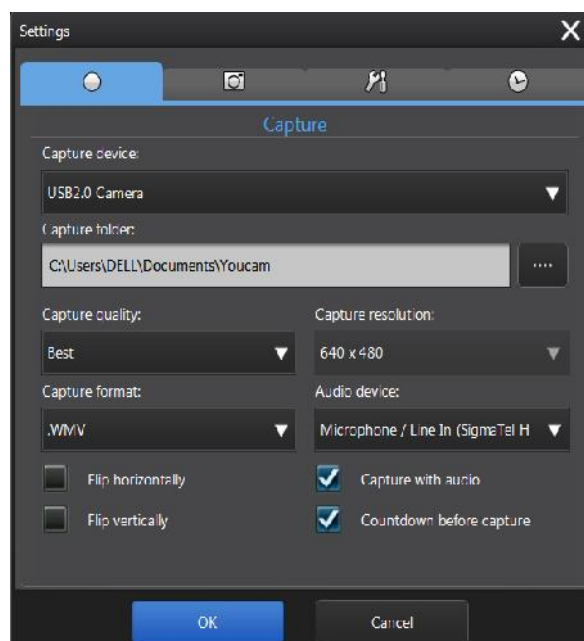 Settings
Capture
Capture device:
USB2.0 Camera
Capture folder:
C:\Users\DELL\Documents\Youcam
....
Capture quality:
Capture resolution:
Best
640 x 480
Capture format:
Audio device:
.WMV
Microphone / Line In (SigmaTel H
Flip horizontally
Capture with audio
Flip vertically
Countdown before capture
OK
Cancel